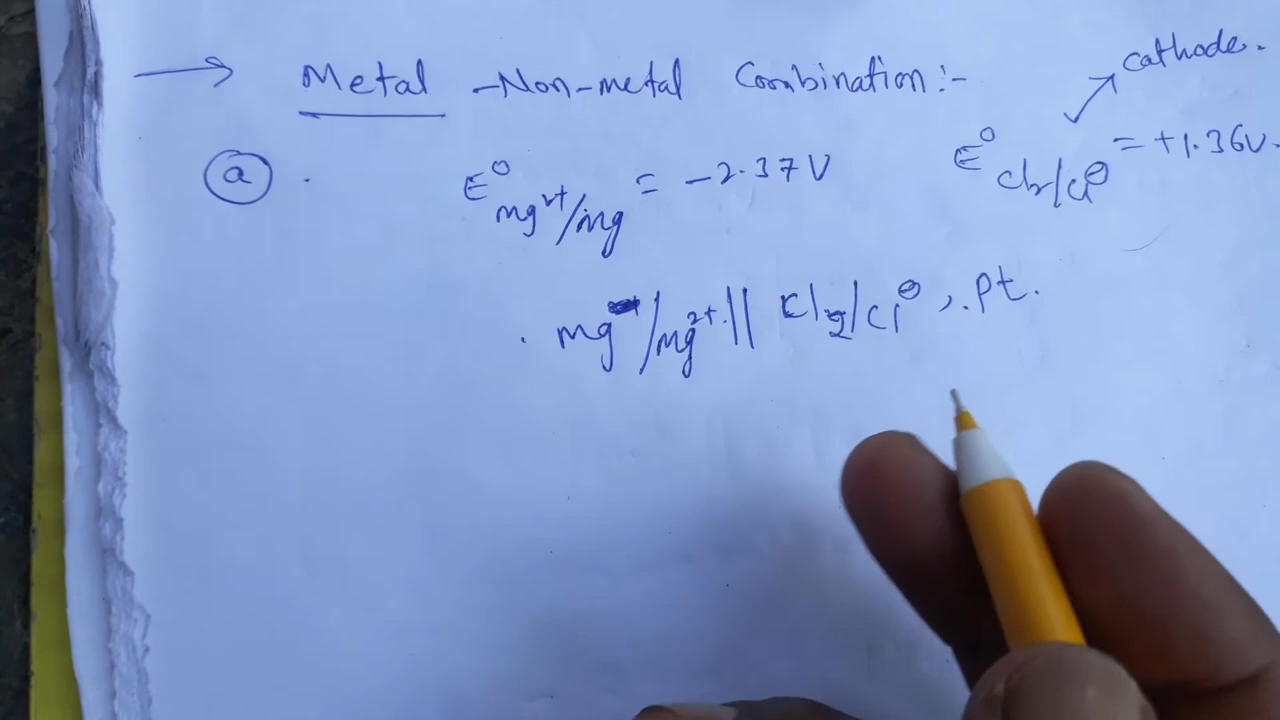 → Metal - Non-metal Combination :-
cathode.
(a) . E° mg²⁺/mg = -2.37V E° Cl₂/Cl⊖ = +1.36V.
. mg/mg²⁺ || Cl₂/Cl⊖, .Pt.